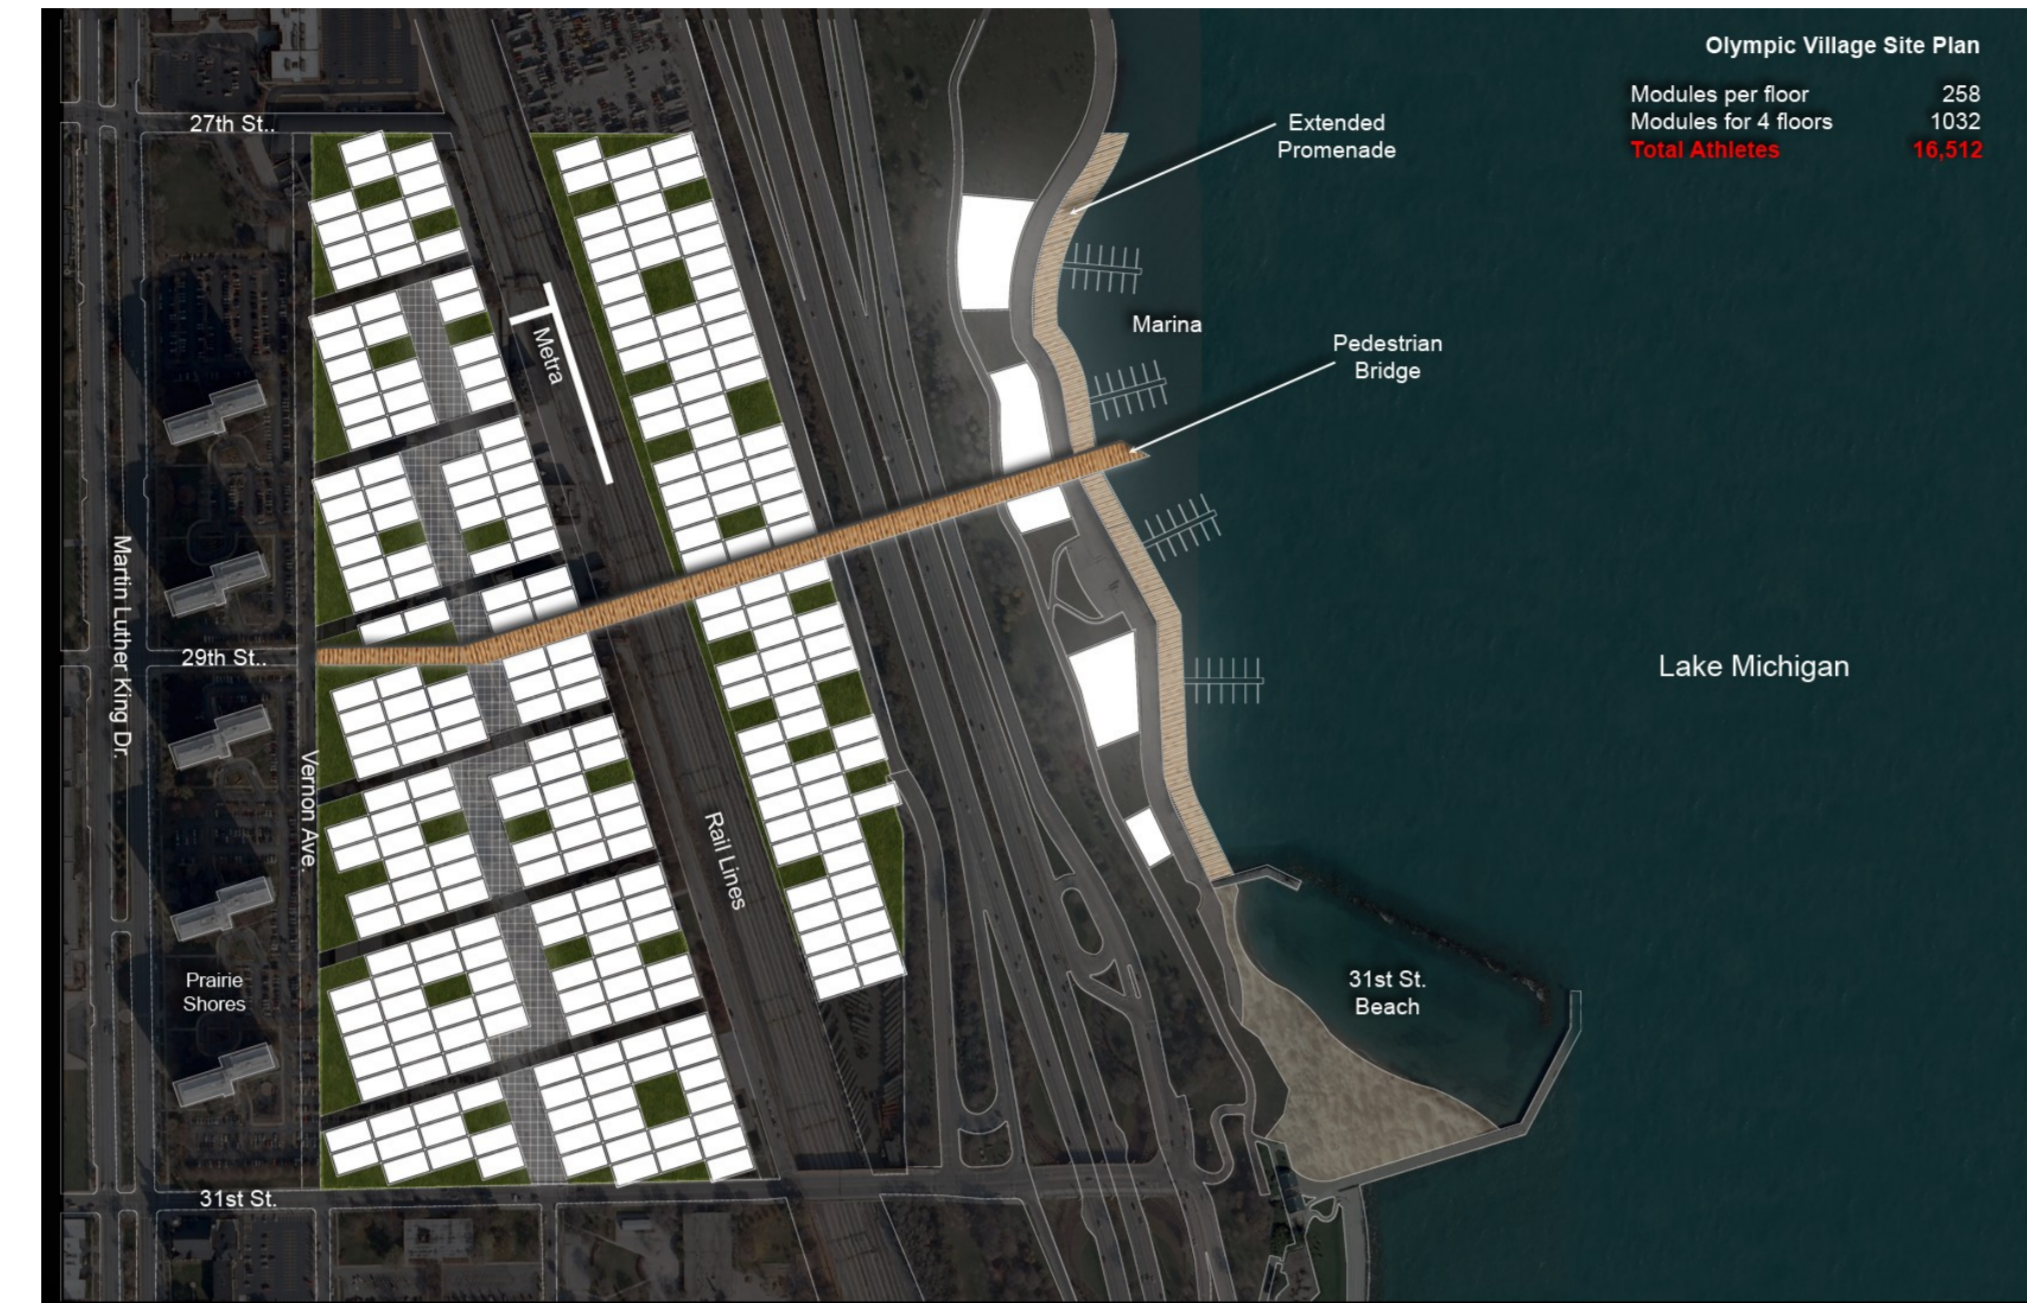 Olympic Village Site Plan
Modules per floor 258
Modules for 4 floors 1032
Total Athletes 16,512
27th St..
Extended
Promenade
Marina
Metra
Pedestrian
Bridge
Martin Luther King Dr.
29th St..
Lake Michigan
Vernon Ave.
Rail Lines
Prairie
Shores
31st St.
Beach
31st St.